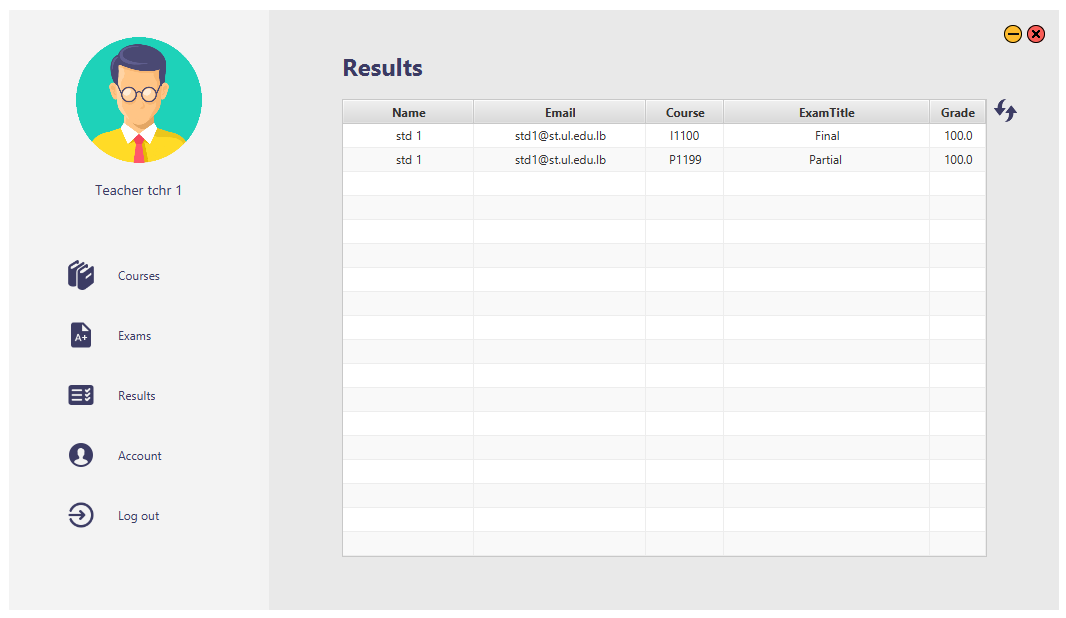 Teacher tchr 1
Courses
A+
Exams
Results
Account
Log out
Results
Name Email Course ExamTitle Grade
std 1 std1@st.ul.edu.lb I1100 Final 100.0
std 1 std1@st.ul.edu.lb P1199 Partial 100.0